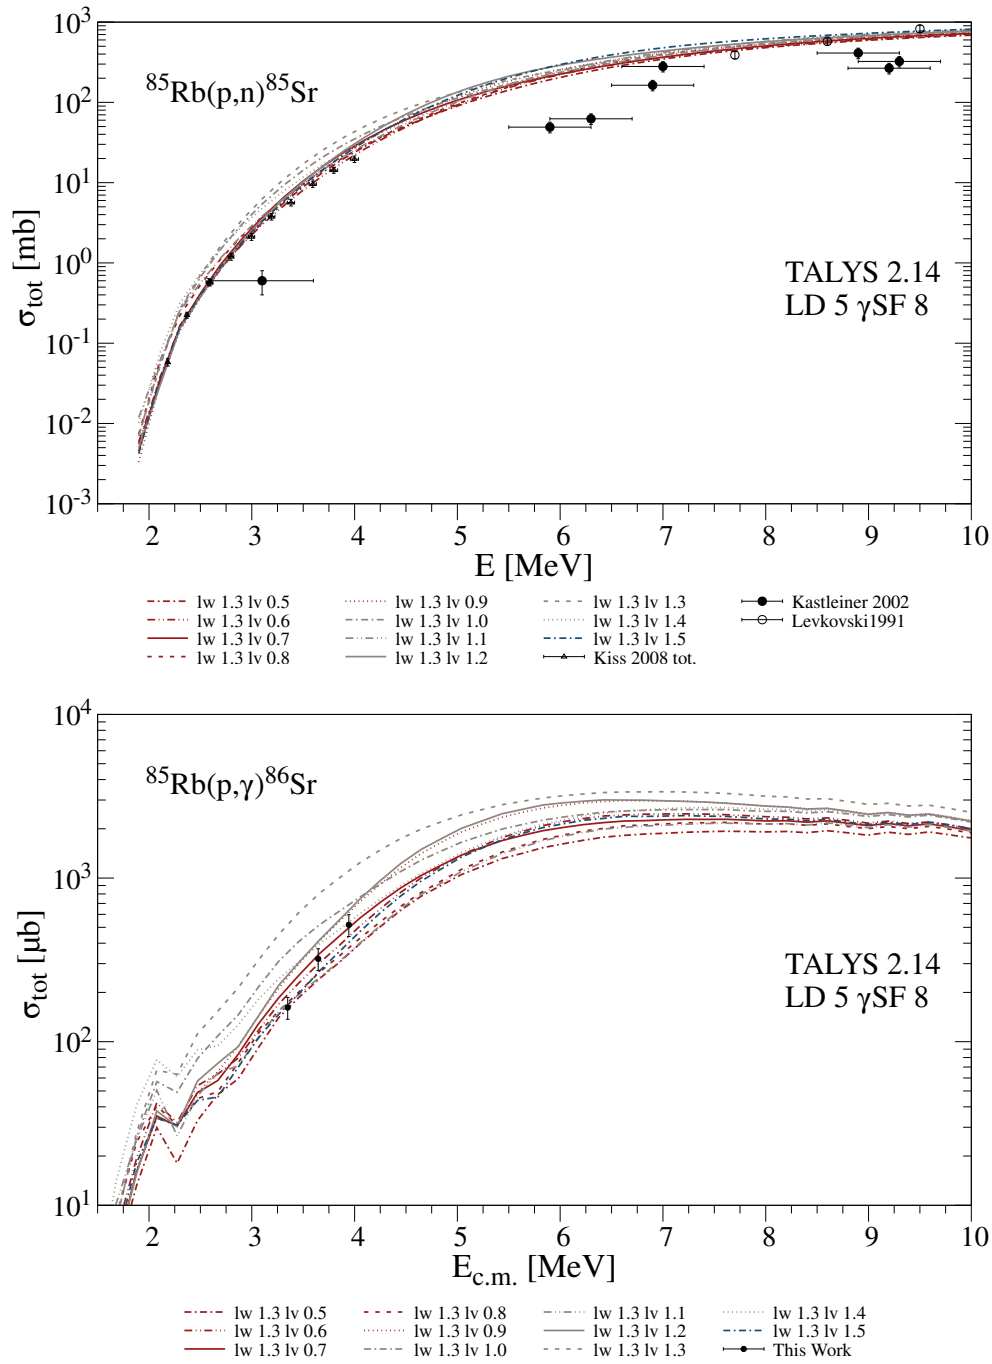 10³
⁸⁵Rb(p,n)⁸⁵Sr
10²
10¹
10⁰
10⁻¹
10⁻²
10⁻³
σtot [mb]
TALYS 2.14
LD 5 γSF 8
2 3 4 5 6 7 8 9 10
E [MeV]
lw 1.3 lv 0.5 lw 1.3 lv 0.9 lw 1.3 lv 1.3 Kastleiner 2002
lw 1.3 lv 0.6 lw 1.3 lv 1.0 lw 1.3 lv 1.4 Levkovski1991
lw 1.3 lv 0.7 lw 1.3 lv 1.1 lw 1.3 lv 1.5
lw 1.3 lv 0.8 lw 1.3 lv 1.2 Kiss 2008 tot.
10⁴
⁸⁵Rb(p,γ)⁸⁶Sr
10³
10²
10¹
σtot [μb]
TALYS 2.14
LD 5 γSF 8
2 3 4 5 6 7 8 9 10
Ec.m. [MeV]
lw 1.3 lv 0.5 lw 1.3 lv 0.8 lw 1.3 lv 1.1 lw 1.3 lv 1.4
lw 1.3 lv 0.6 lw 1.3 lv 0.9 lw 1.3 lv 1.2 lw 1.3 lv 1.5
lw 1.3 lv 0.7 lw 1.3 lv 1.0 lw 1.3 lv 1.3 This Work